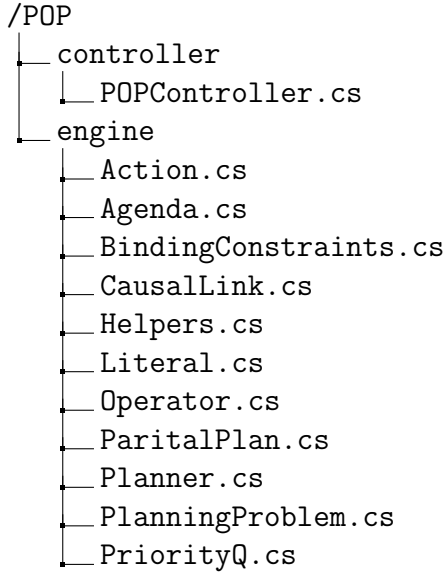 /POP
controller
POPController.cs
engine
Action.cs
Agenda.cs
BindingConstraints.cs
CausalLink.cs
Helpers.cs
Literal.cs
Operator.cs
ParitalPlan.cs
Planner.cs
PlanningProblem.cs
PriorityQ.cs